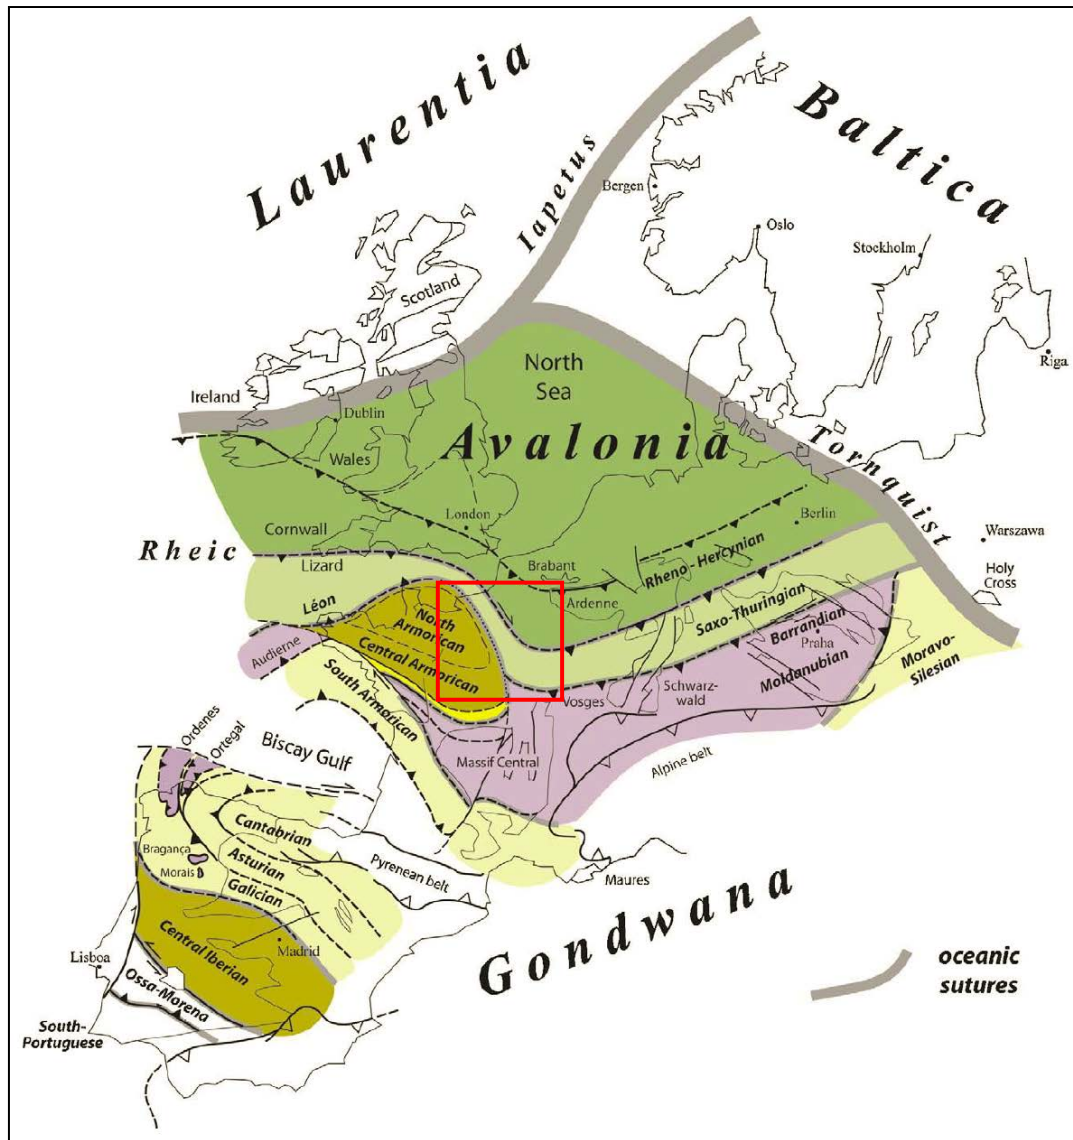 Laurentia
Baltica
Iapetus
Bergen
Oslo
Stockholm
Scotland
Riga
North
Sea
Ireland
Dublin
Avalonia
Tornquist
Wales
London
Berlin
Cornwall
Warszawa
Rheic
Brabant
Rheno - Hercynian
Holy
Cross
Lizard
Ardenne
Léon
North
Armorican
Saxo-Thuringian
Barrandian
Praha
Audierne
Central Armorican
Moldanubian
Moravo-
Silesian
South Armorican
Vosges
Schwarz-
wald
Ordenes
Ortegal
Biscay Gulf
Massif Central
Alpine belt
Cantabrian
Bragança
Asturian
Pyrenean belt
Morais
Galician
Maures
Gondwana
Central Iberian
Madrid
Lisboa
Ossa-Morena
oceanic
sutures
South-
Portuguese